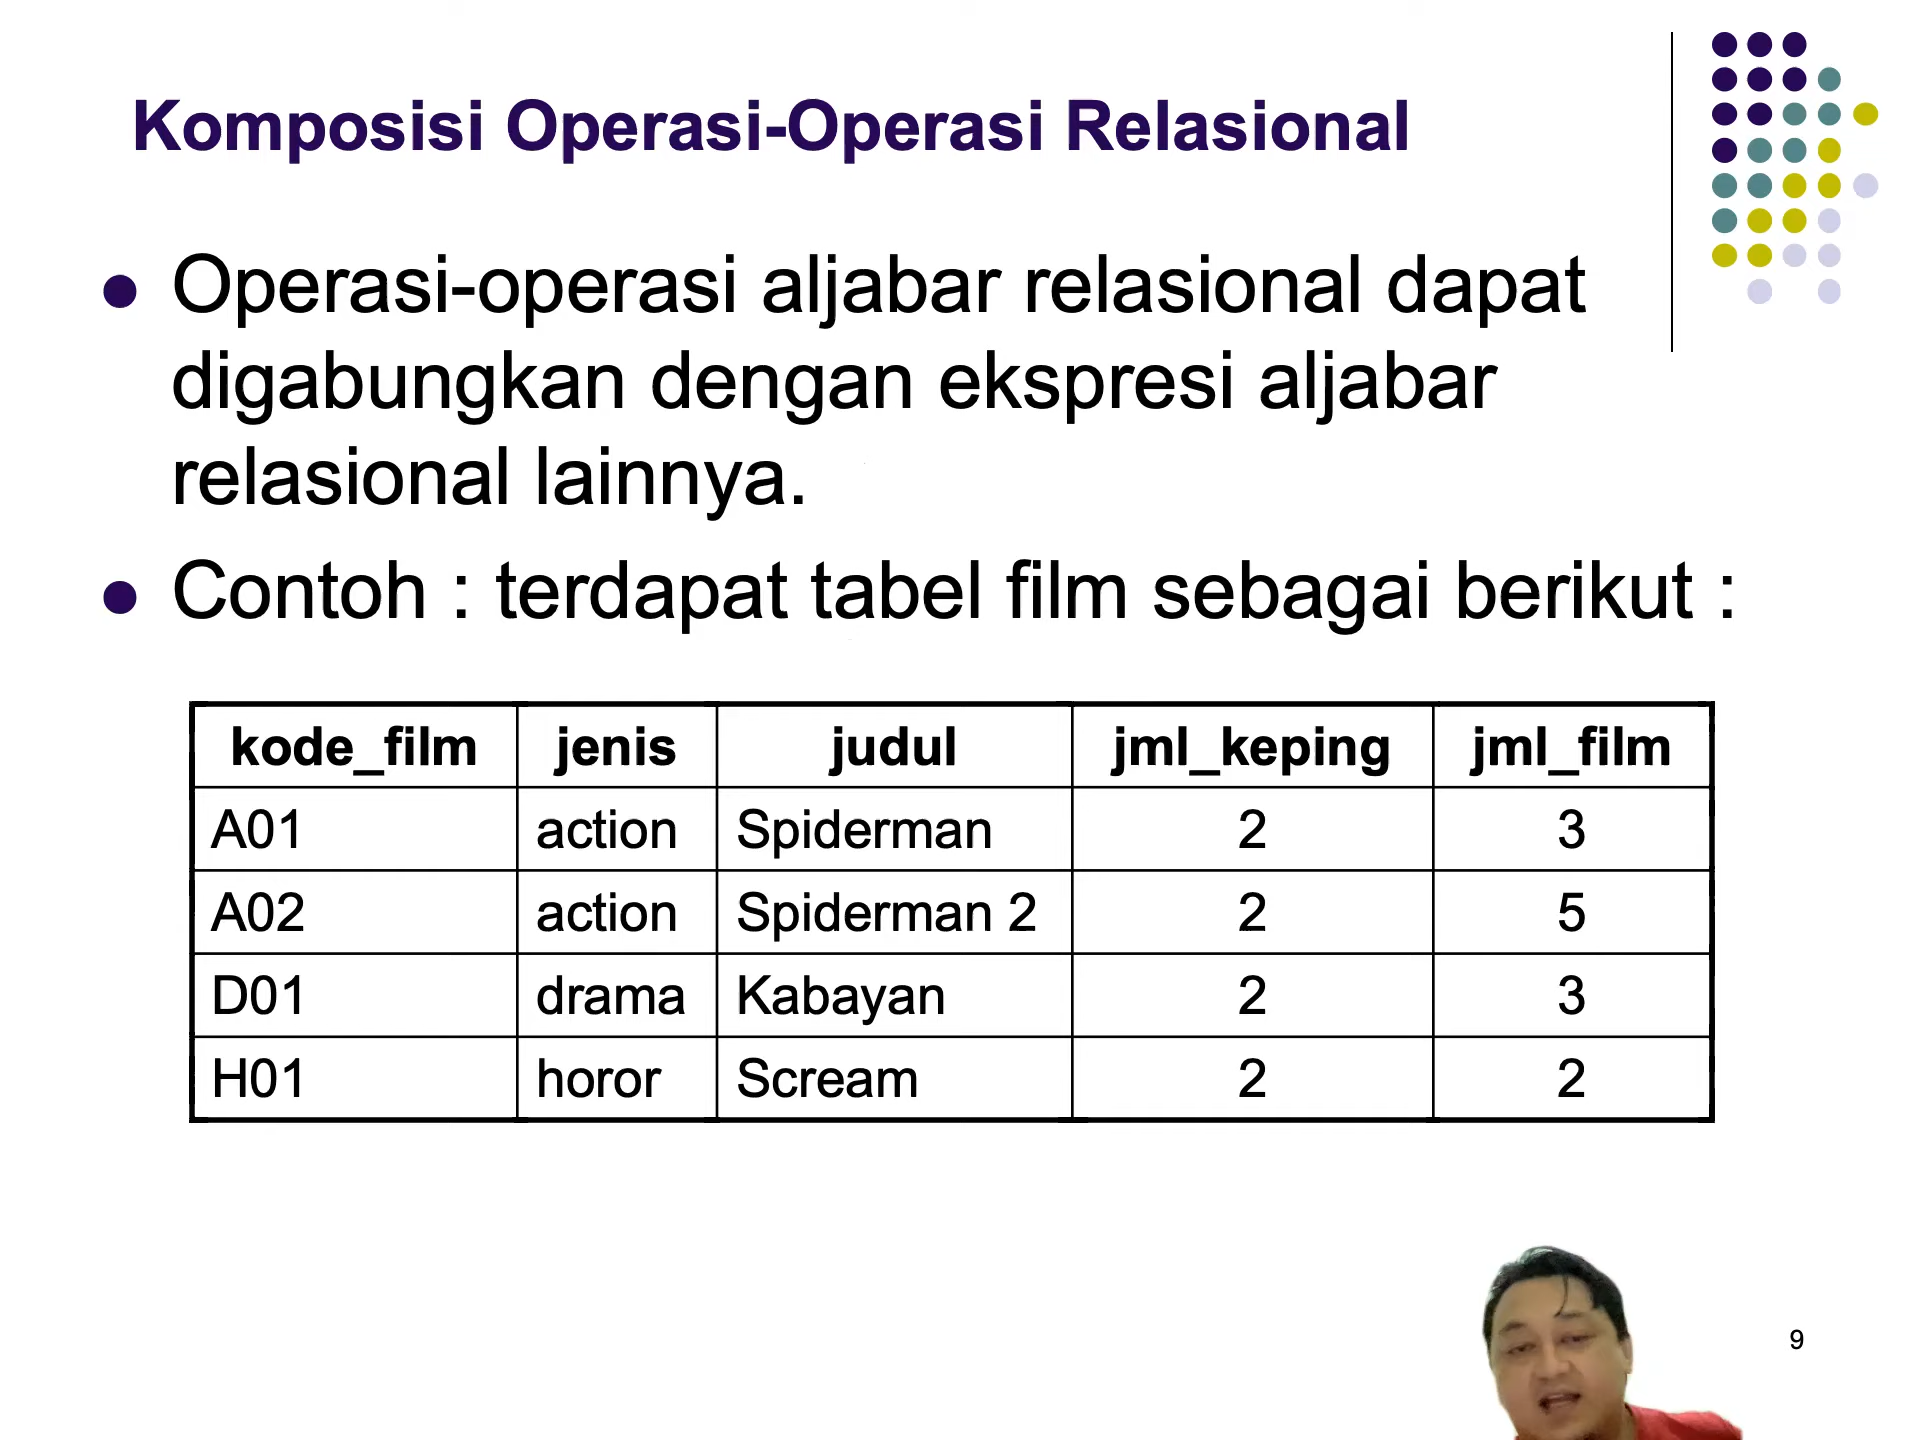 Komposisi Operasi-Operasi Relasional
Operasi-operasi aljabar relasional dapat
digabungkan dengan ekspresi aljabar
relasional lainnya.
Contoh : terdapat tabel film sebagai berikut :
kode_film jenis judul jml_keping jml_film
A01 action Spiderman 2 3
A02 action Spiderman 2 2 5
D01 drama Kabayan 2 3
H01 horor Scream 2 2
9